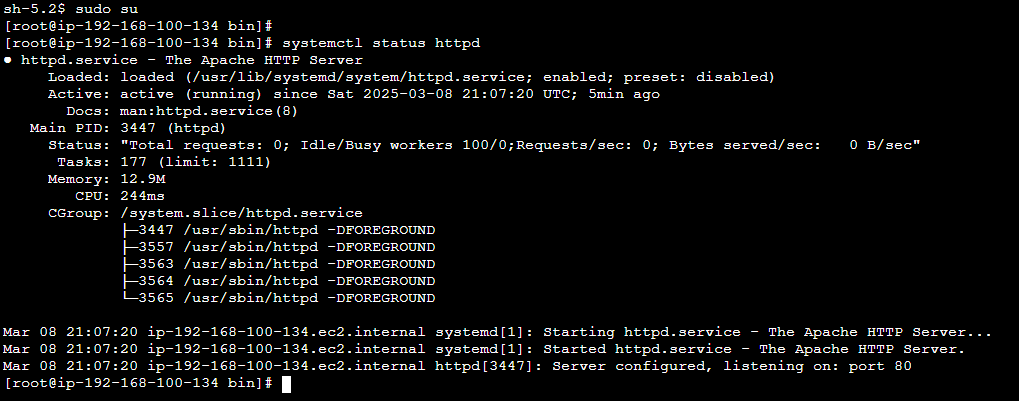 sh-5.2$ sudo su
[root@ip-192-168-100-134 bin]#
[root@ip-192-168-100-134 bin]# systemctl status httpd
● httpd.service - The Apache HTTP Server
     Loaded: loaded (/usr/lib/systemd/system/httpd.service; enabled; preset: disabled)
     Active: active (running) since Sat 2025-03-08 21:07:20 UTC; 5min ago
       Docs: man:httpd.service(8)
   Main PID: 3447 (httpd)
     Status: "Total requests: 0; Idle/Busy workers 100/0;Requests/sec: 0; Bytes served/sec:   0 B/sec"
      Tasks: 177 (limit: 1111)
     Memory: 12.9M
        CPU: 244ms
     CGroup: /system.slice/httpd.service
             ├─3447 /usr/sbin/httpd -DFOREGROUND
             ├─3557 /usr/sbin/httpd -DFOREGROUND
             ├─3563 /usr/sbin/httpd -DFOREGROUND
             ├─3564 /usr/sbin/httpd -DFOREGROUND
             └─3565 /usr/sbin/httpd -DFOREGROUND
Mar 08 21:07:20 ip-192-168-100-134.ec2.internal systemd[1]: Starting httpd.service - The Apache HTTP Server...
Mar 08 21:07:20 ip-192-168-100-134.ec2.internal systemd[1]: Started httpd.service - The Apache HTTP Server.
Mar 08 21:07:20 ip-192-168-100-134.ec2.internal httpd[3447]: Server configured, listening on: port 80
[root@ip-192-168-100-134 bin]#